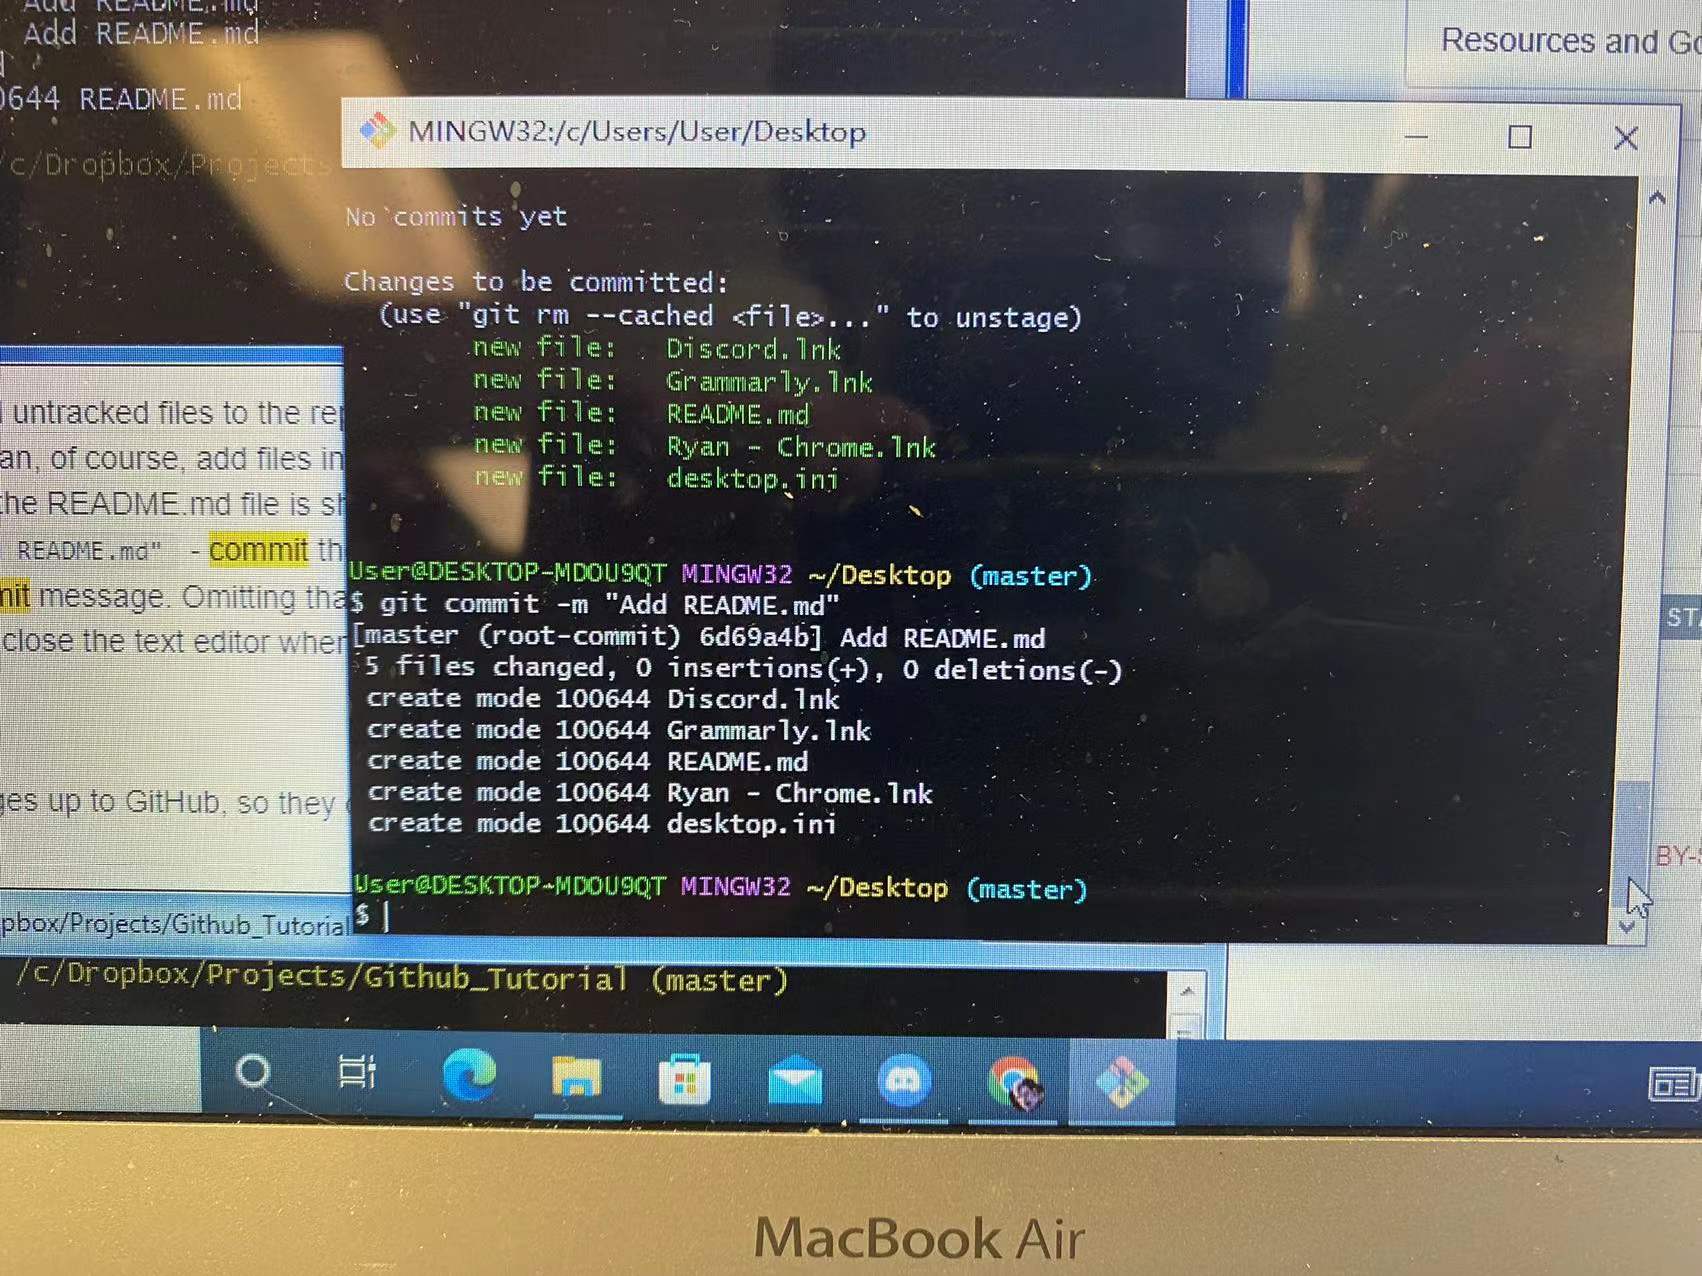 Add README.md
Add README.md
0644 README.md
/c/Dropbox/Projects
Resources and Go
MINGW32:/c/Users/User/Desktop
No commits yet
Changes to be committed:
(use "git rm --cached <file>..." to unstage)
new file: Discord.lnk
new file: Grammarly.lnk
new file: README.md
new file: Ryan - Chrome.lnk
new file: desktop.ini
User@DESKTOP-MDOU9QT MINGW32 ~/Desktop (master)
$ git commit -m "Add README.md"
[master (root-commit) 6d69a4b] Add README.md
5 files changed, 0 insertions(+), 0 deletions(-)
create mode 100644 Discord.lnk
create mode 100644 Grammarly.lnk
create mode 100644 README.md
create mode 100644 Ryan - Chrome.lnk
create mode 100644 desktop.ini
User@DESKTOP-MDOU9QT MINGW32 ~/Desktop (master)
$
untracked files to the re
an, of course, add files in
the README.md file is sh
README.md" - commit th
mit message. Omitting tha
close the text editor when
ges up to GitHub, so they
pbox/Projects/Github_Tutorial
/c/Dropbox/Projects/Github_Tutorial (master)
STA
BY-S
MacBook Air